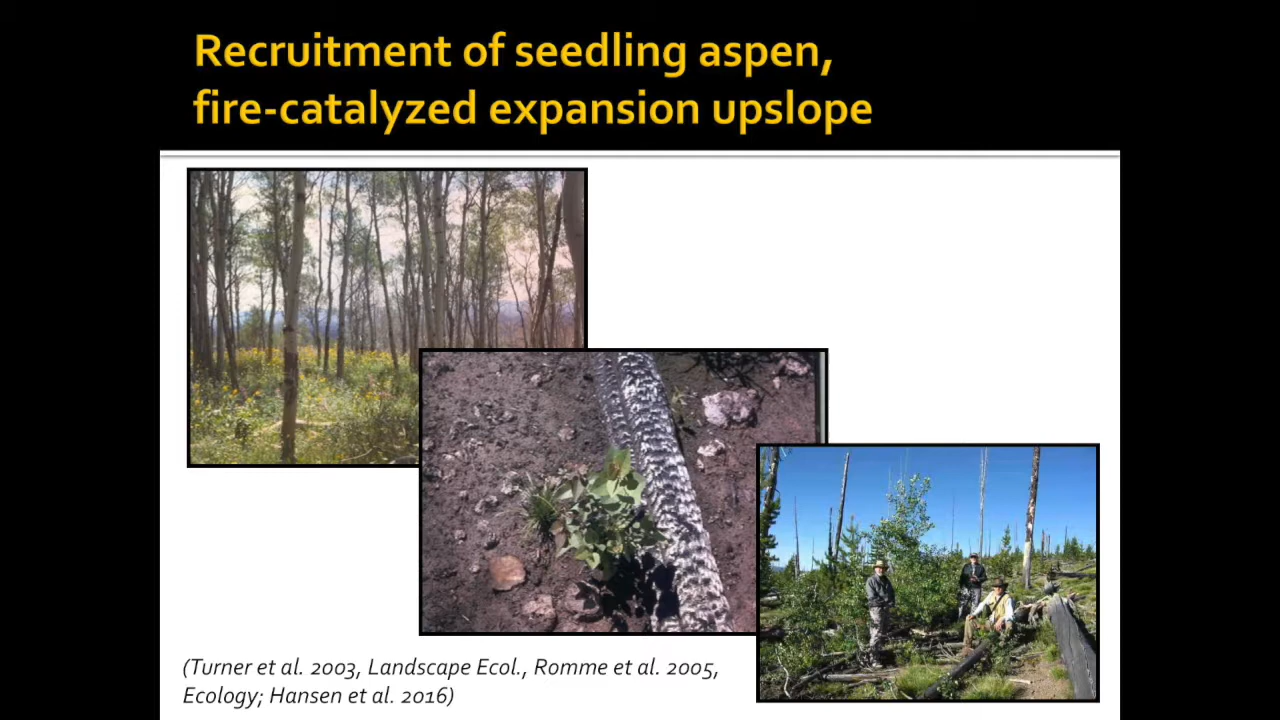 Recruitment of seedling aspen,
fire-catalyzed expansion upslope
(Turner et al. 2003, Landscape Ecol., Romme et al. 2005,
Ecology; Hansen et al. 2016)